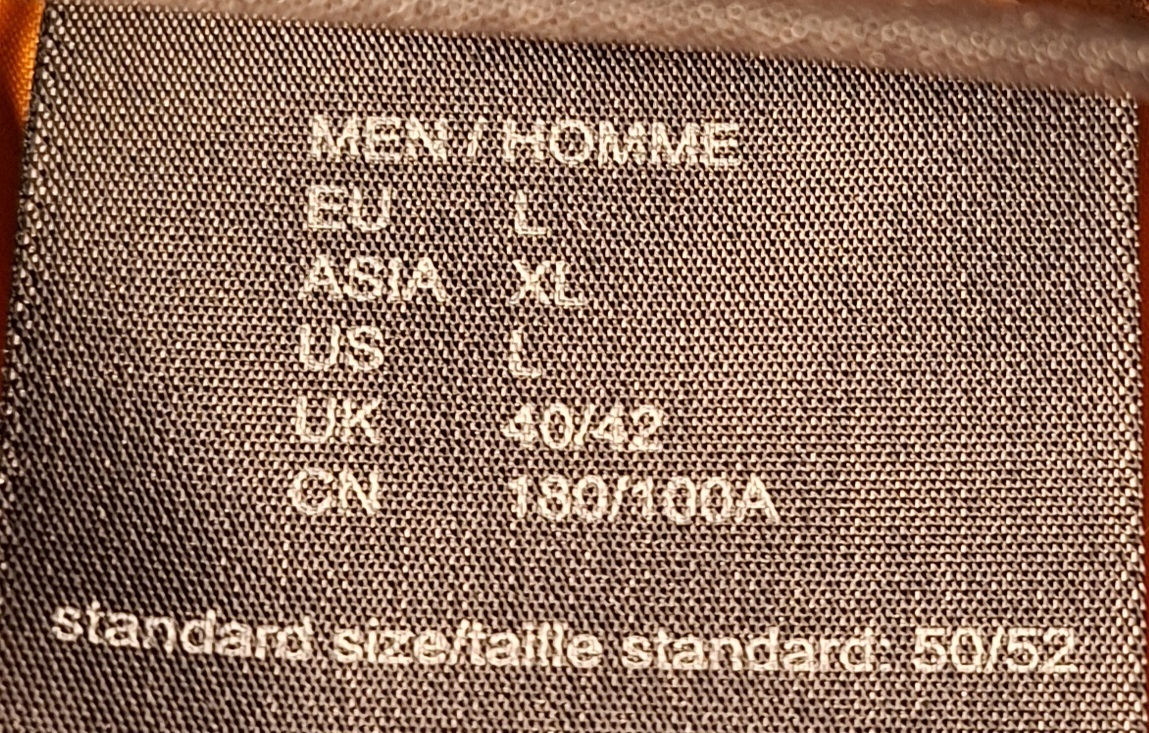 MEN / HOMME
EU L
ASIA XL
US L
UK 40/42
CN 180/100A
standard size/taille standard: 50/52